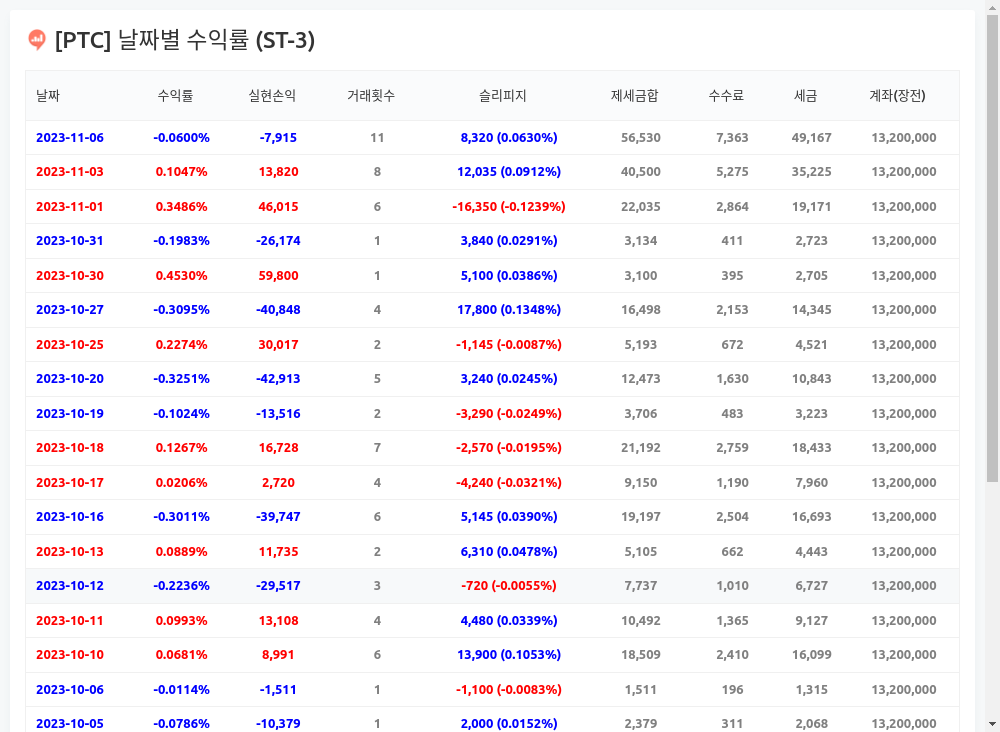 [PTC] 날짜별 수익률 (ST-3)
날짜 수익률 실현손익 거래횟수 슬리피지 제세금합 수수료 세금 계좌(장전)
2023-11-06 -0.0600% -7,915 11 8,320 (0.0630%) 56,530 7,363 49,167 13,200,000
2023-11-03 0.1047% 13,820 8 12,035 (0.0912%) 40,500 5,275 35,225 13,200,000
2023-11-01 0.3486% 46,015 6 -16,350 (-0.1239%) 22,035 2,864 19,171 13,200,000
2023-10-31 -0.1983% -26,174 1 3,840 (0.0291%) 3,134 411 2,723 13,200,000
2023-10-30 0.4530% 59,800 1 5,100 (0.0386%) 3,100 395 2,705 13,200,000
2023-10-27 -0.3095% -40,848 4 17,800 (0.1348%) 16,498 2,153 14,345 13,200,000
2023-10-25 0.2274% 30,017 2 -1,145 (-0.0087%) 5,193 672 4,521 13,200,000
2023-10-20 -0.3251% -42,913 5 3,240 (0.0245%) 12,473 1,630 10,843 13,200,000
2023-10-19 -0.1024% -13,516 2 -3,290 (-0.0249%) 3,706 483 3,223 13,200,000
2023-10-18 0.1267% 16,728 7 -2,570 (-0.0195%) 21,192 2,759 18,433 13,200,000
2023-10-17 0.0206% 2,720 4 -4,240 (-0.0321%) 9,150 1,190 7,960 13,200,000
2023-10-16 -0.3011% -39,747 6 5,145 (0.0390%) 19,197 2,504 16,693 13,200,000
2023-10-13 0.0889% 11,735 2 6,310 (0.0478%) 5,105 662 4,443 13,200,000
2023-10-12 -0.2236% -29,517 3 -720 (-0.0055%) 7,737 1,010 6,727 13,200,000
2023-10-11 0.0993% 13,108 4 4,480 (0.0339%) 10,492 1,365 9,127 13,200,000
2023-10-10 0.0681% 8,991 6 13,900 (0.1053%) 18,509 2,410 16,099 13,200,000
2023-10-06 -0.0114% -1,511 1 -1,100 (-0.0083%) 1,511 196 1,315 13,200,000
2023-10-05 -0.0786% -10,379 1 2,000 (0.0152%) 2,379 311 2,068 13,200,000